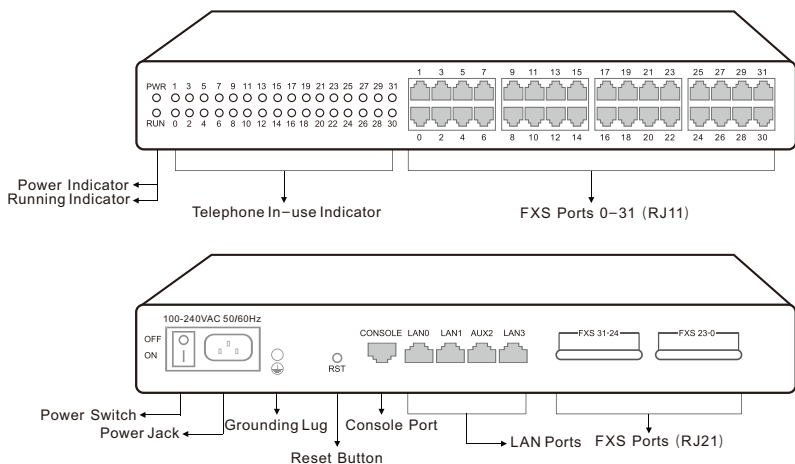 1 3 5 7 9 11 13 15 17 19 21 23 25 27 29 31
PWR 1 3 5 7 9 11 13 15 17 19 21 23 25 27 29 31
RUN 0 2 4 6 8 10 12 14 16 18 20 22 24 26 28 30
0 2 4 6 8 10 12 14 16 18 20 22 24 26 28 30
Power Indicator
Running Indicator
Telephone In-use Indicator
FXS Ports 0-31 (RJ11)
100-240VAC 50/60Hz
OFF
ON
RST
CONSOLE LAN0 LAN1 AUX2 LAN3
FXS 31-24
FXS 23-0
Power Switch
Power Jack
Grounding Lug
Reset Button
Console Port
LAN Ports
FXS Ports (RJ21)